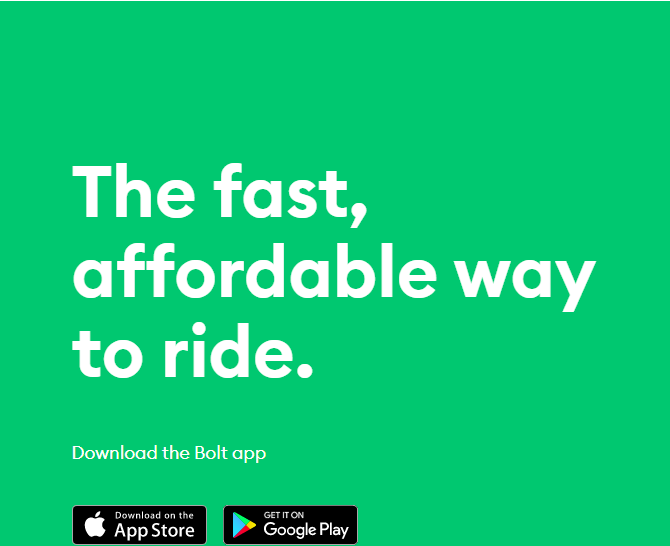 The fast,
affordable way
to ride.
Download the Bolt app
Download on the
App Store
GET IT ON
Google Play